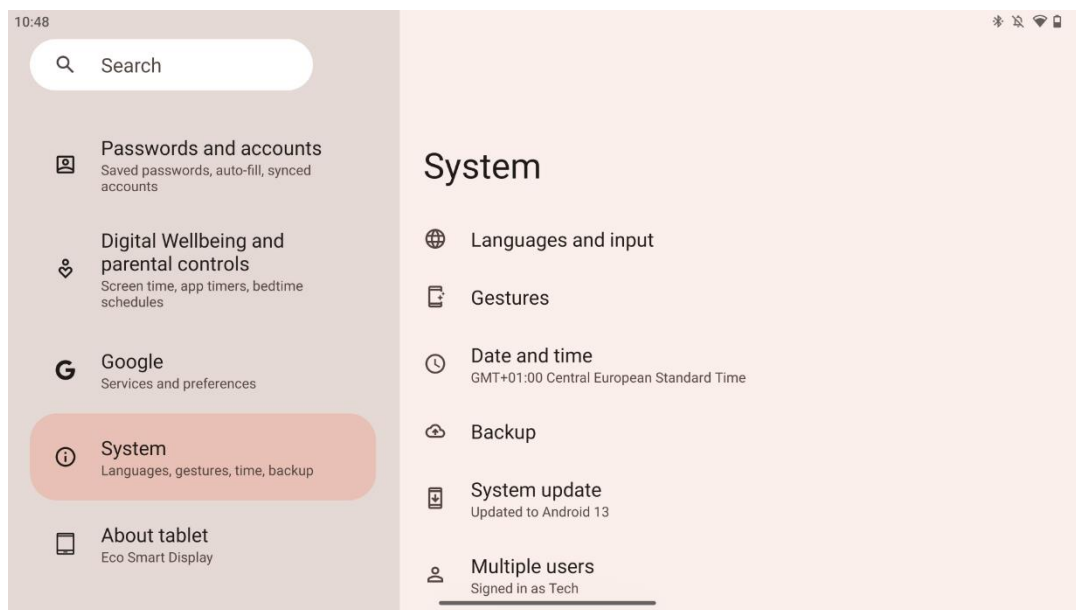 10:48
Search
Passwords and accounts
Saved passwords, auto-fill, synced
accounts
Digital Wellbeing and
parental controls
Screen time, app timers, bedtime
schedules
Google
Services and preferences
System
Languages, gestures, time, backup
About tablet
Eco Smart Display
System
Languages and input
Gestures
Date and time
GMT+01:00 Central European Standard Time
Backup
System update
Updated to Android 13
Multiple users
Signed in as Tech